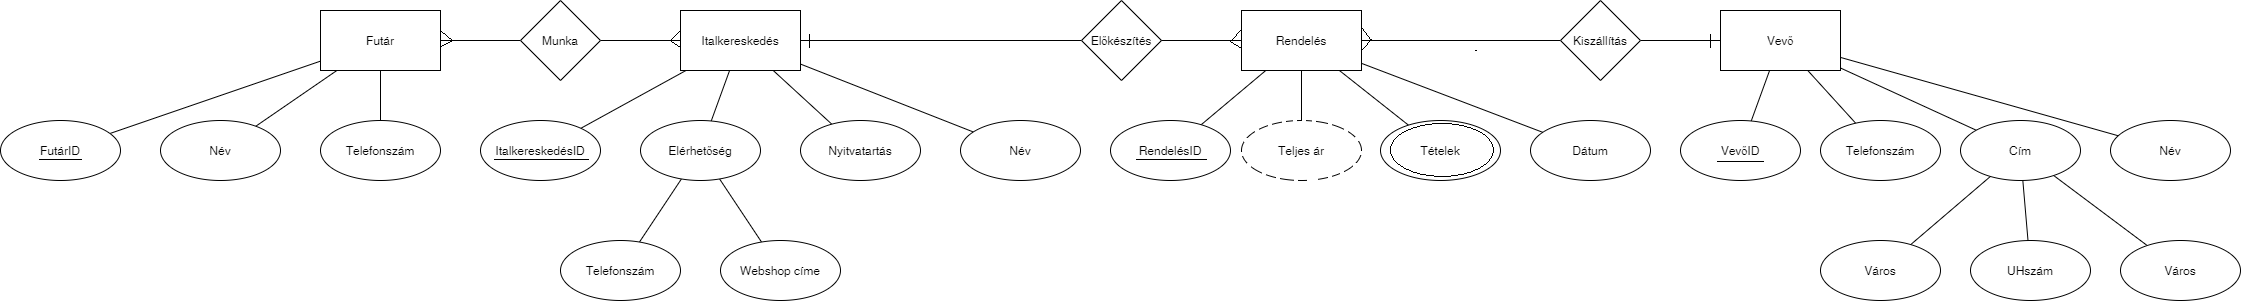 Futár
Munka
Italkereskedés
Előkészítés
Rendelés
Kiszállítás
Vevő
FutárID
Név
Telefonszám
ItalkereskedésID
Elérhetőség
Nyitvatartás
Név
RendelésID
Teljes ár
Tételek
Dátum
VevőID
Telefonszám
Cím
Név
Telefonszám
Webshop címe
Város
UHszám
Város